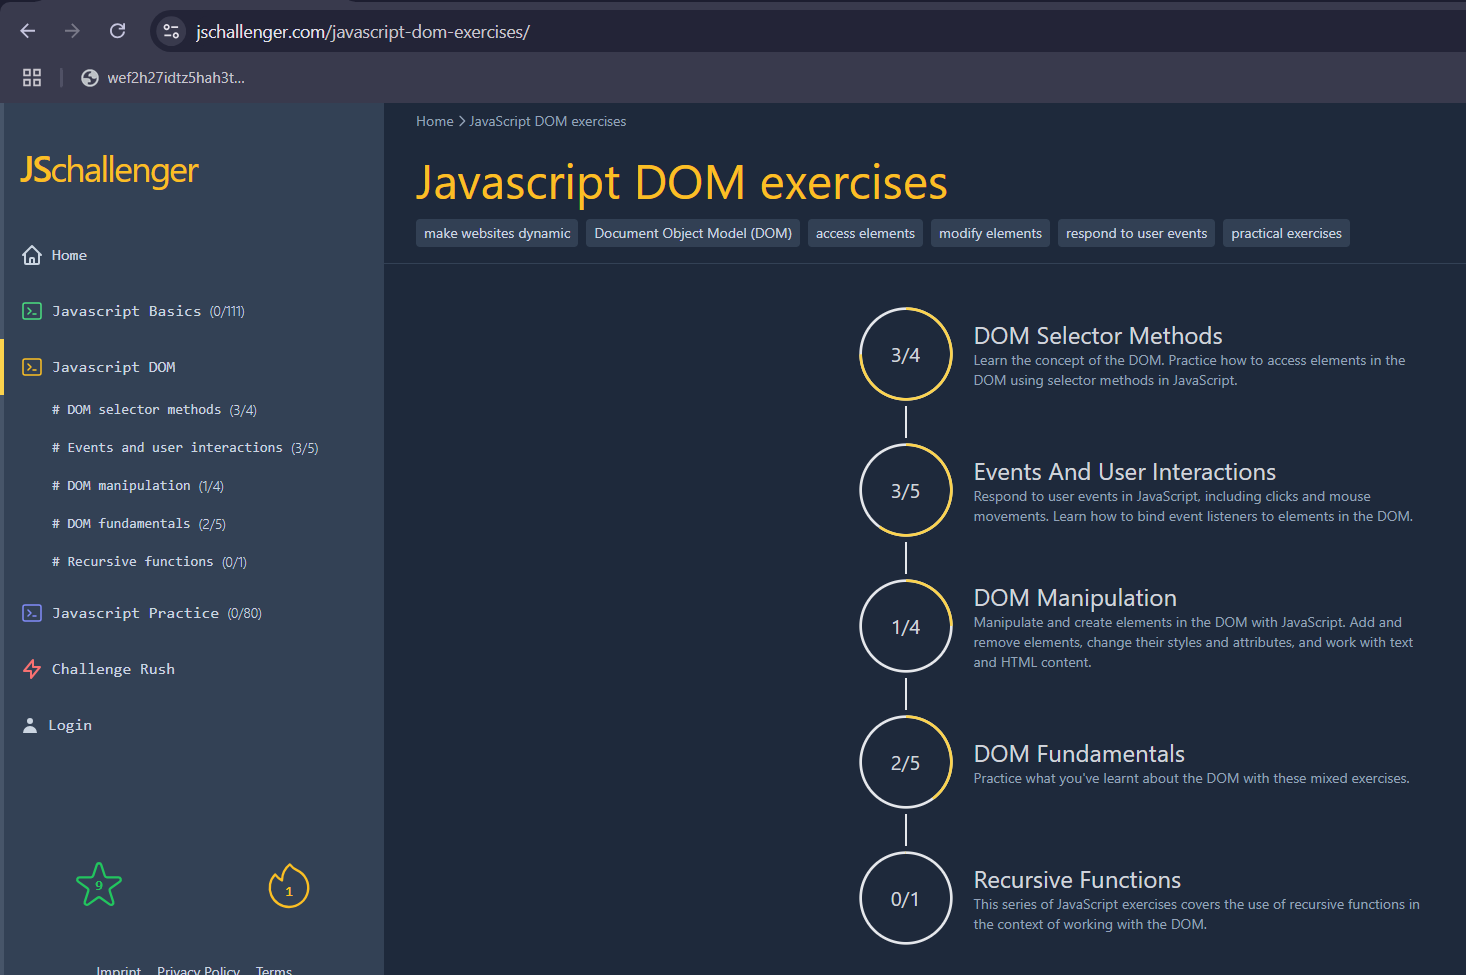 jschallenger.com/javascript-dom-exercises/
wef2h27idtz5hah3t...
JSchallenger
Home
Javascript Basics (0/111)
Javascript DOM
# DOM selector methods (3/4)
# Events and user interactions (3/5)
# DOM manipulation (1/4)
# DOM fundamentals (2/5)
# Recursive functions (0/1)
Javascript Practice (0/80)
Challenge Rush
Login
9
1
Imprint Privacy Policy Terms
Home > JavaScript DOM exercises
Javascript DOM exercises
make websites dynamic Document Object Model (DOM) access elements modify elements respond to user events practical exercises
3/4
DOM Selector Methods
Learn the concept of the DOM. Practice how to access elements in the
DOM using selector methods in JavaScript.
3/5
Events And User Interactions
Respond to user events in JavaScript, including clicks and mouse
movements. Learn how to bind event listeners to elements in the DOM.
1/4
DOM Manipulation
Manipulate and create elements in the DOM with JavaScript. Add and
remove elements, change their styles and attributes, and work with text
and HTML content.
2/5
DOM Fundamentals
Practice what you've learnt about the DOM with these mixed exercises.
0/1
Recursive Functions
This series of JavaScript exercises covers the use of recursive functions in
the context of working with the DOM.